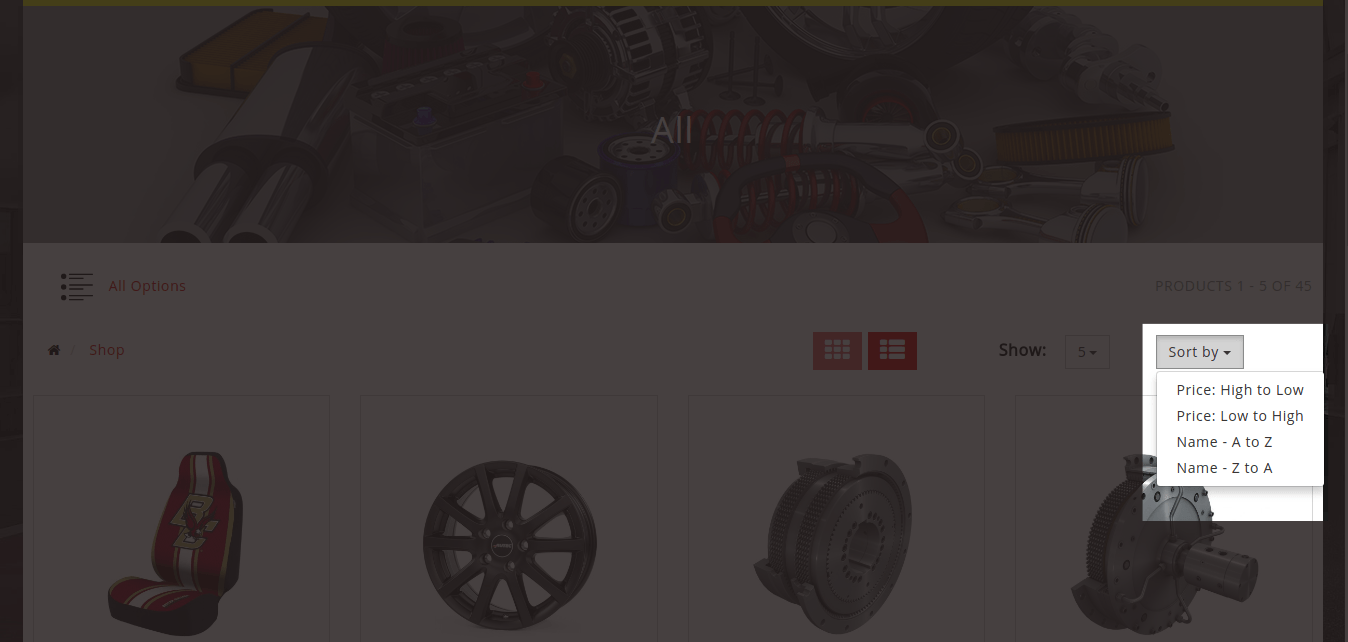 All
All Options
PRODUCTS 1 - 5 OF 45
/ Shop
Show: 5
Sort by
Price: High to Low
Price: Low to High
Name - A to Z
Name - Z to A